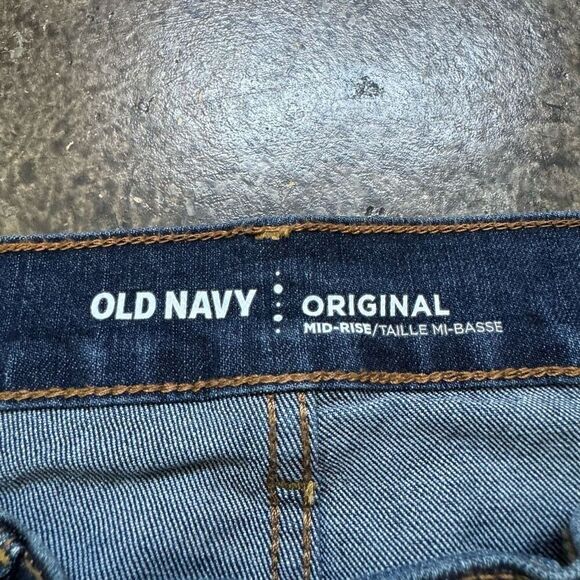 OLD NAVY
ORIGINAL
MID-RISE/TAILLE MI-BASSE